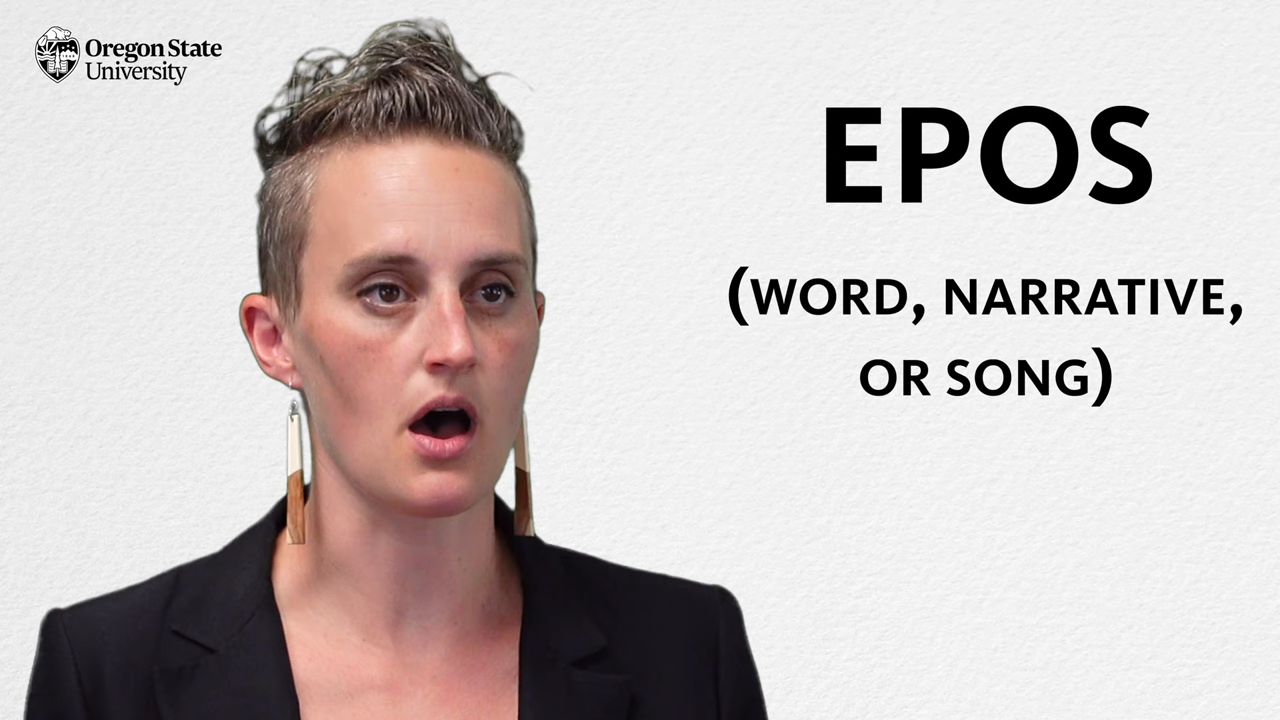 Oregon State
University
EPOS
(WORD, NARRATIVE,
OR SONG)